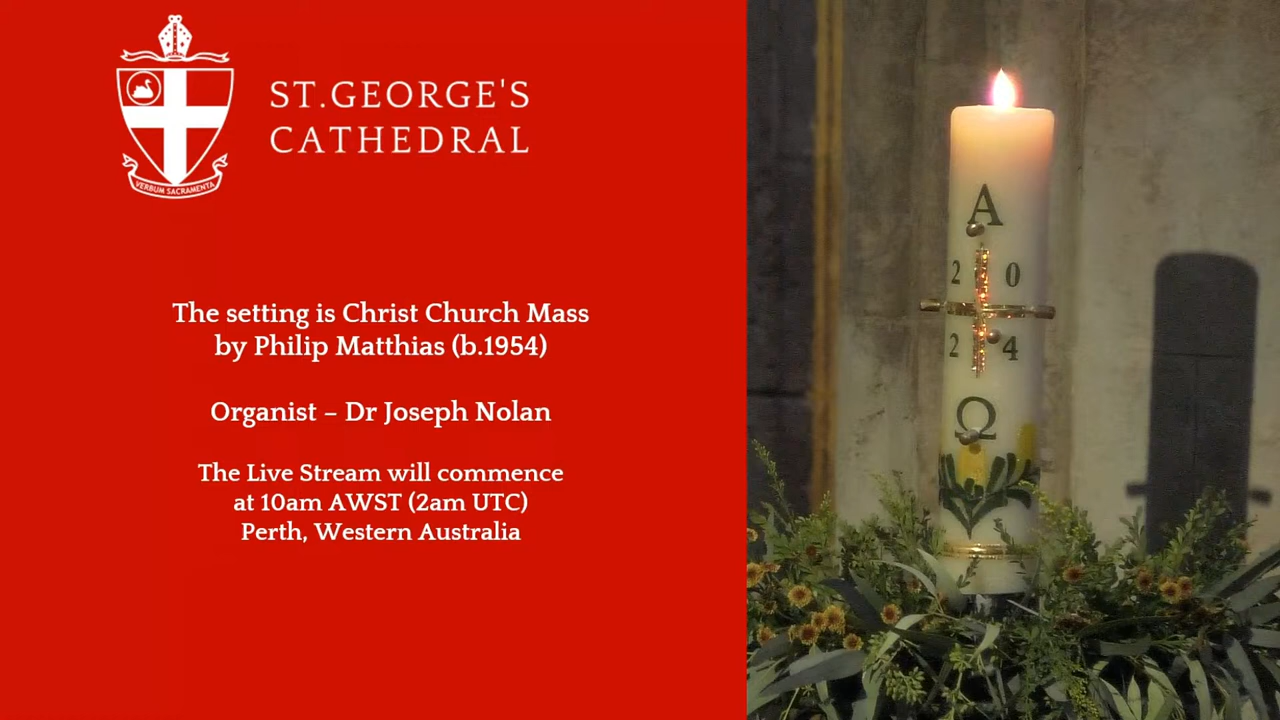 ST.GEORGE'S
CATHEDRAL
VERBUM SACRAMENTA
The setting is Christ Church Mass
by Philip Matthias (b.1954)
Organist – Dr Joseph Nolan
The Live Stream will commence
at 10am AWST (2am UTC)
Perth, Western Australia
Α
2 0
2 4
Ω